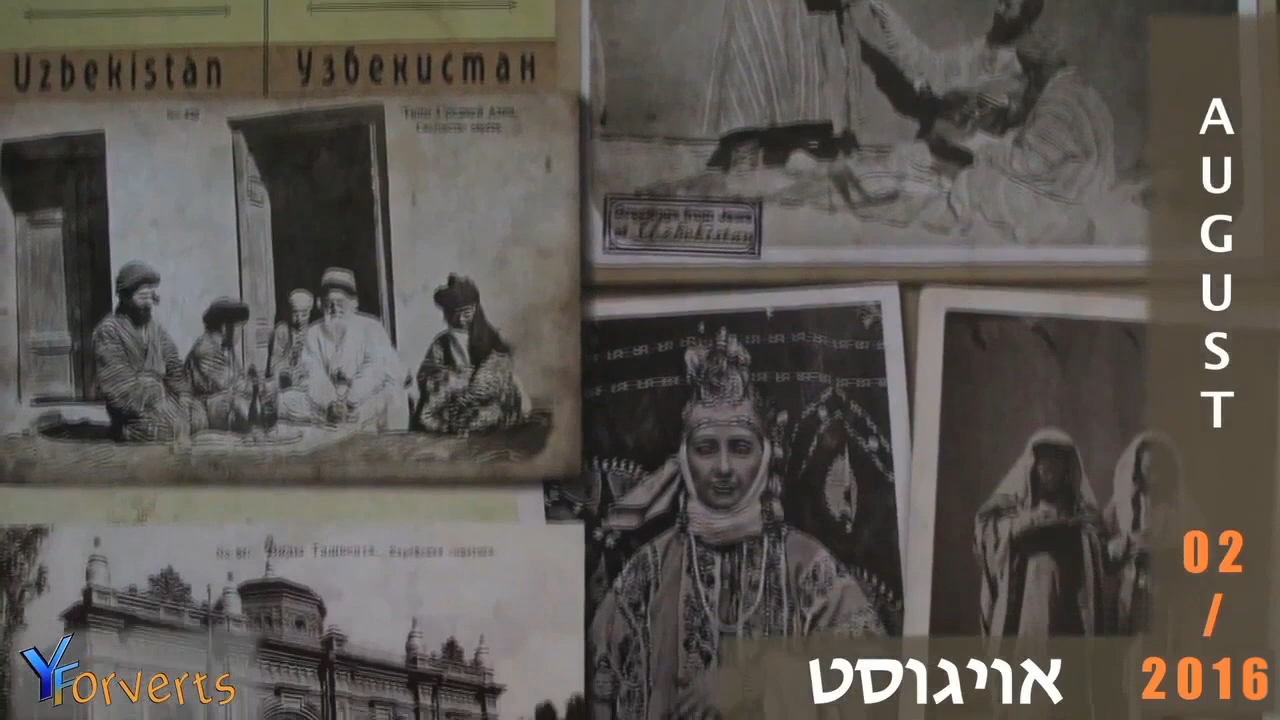 Uzbekistan
Узбекистан
Greetings from Jews
of Uzbekistan
AUGUST
02
/
2016
אויגוסט
YForverts